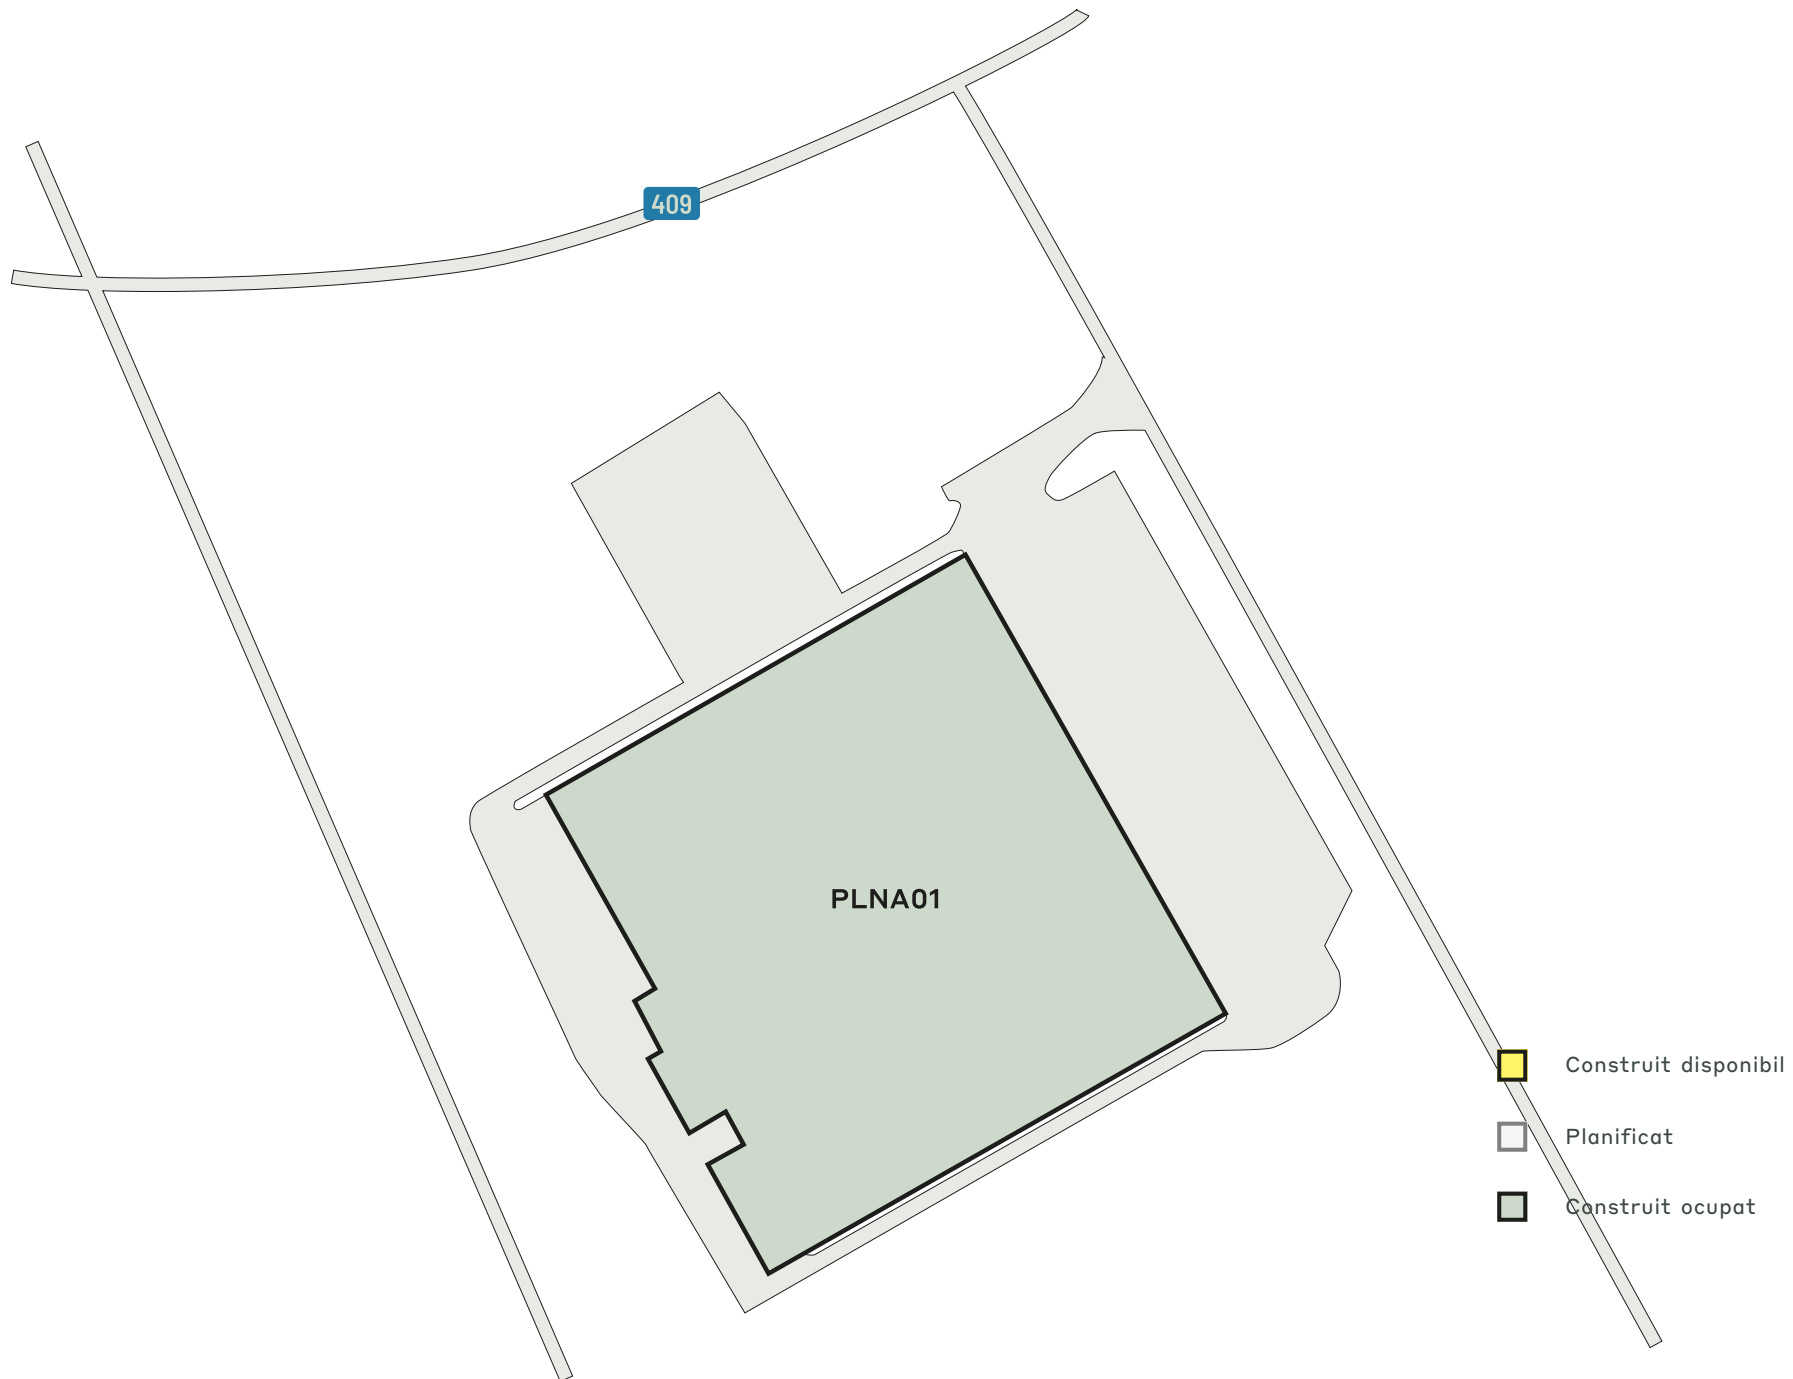 409
PLNA01
Construit disponibil
Planificat
Construit ocupat